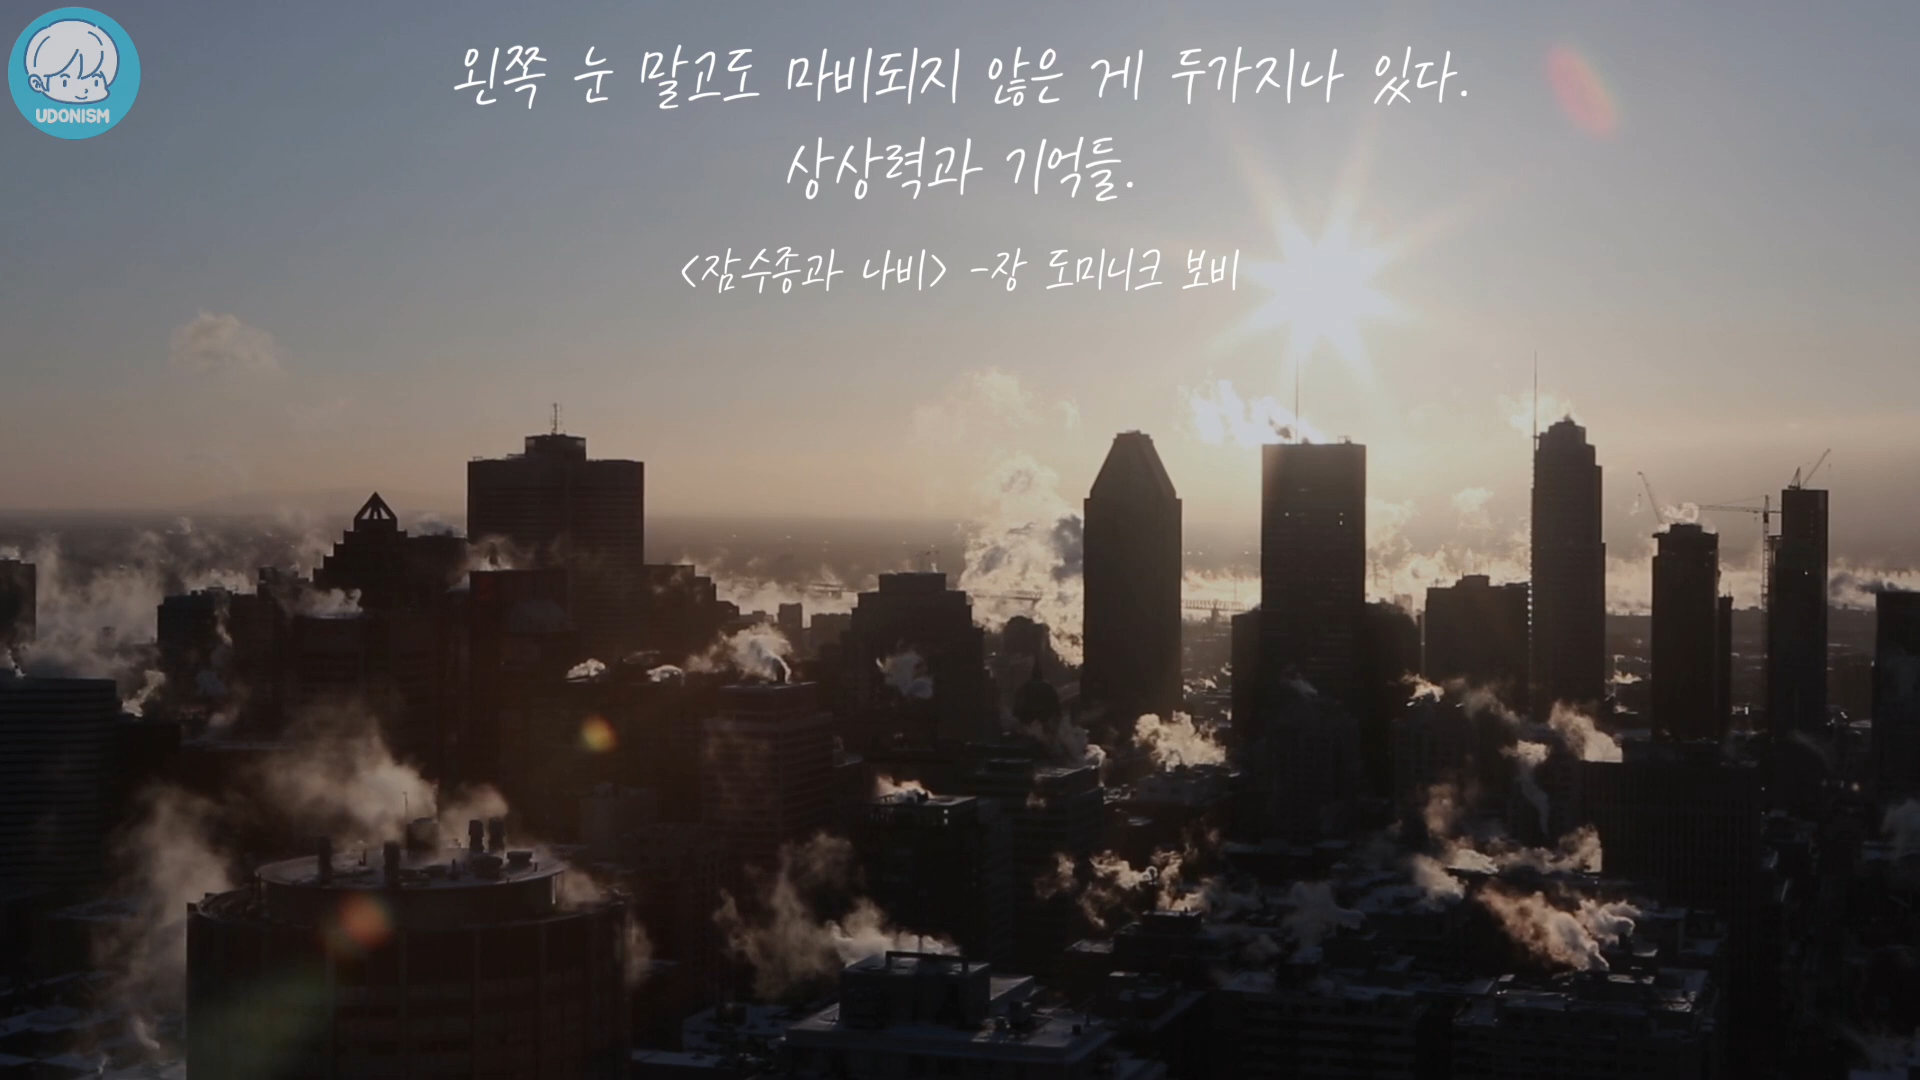 UDONISM
왼쪽 눈 말고도 마비되지 않은 게 두가지나 있다.
상상력과 기억들.
<잠수종과 나비> -장 도미니크 보비